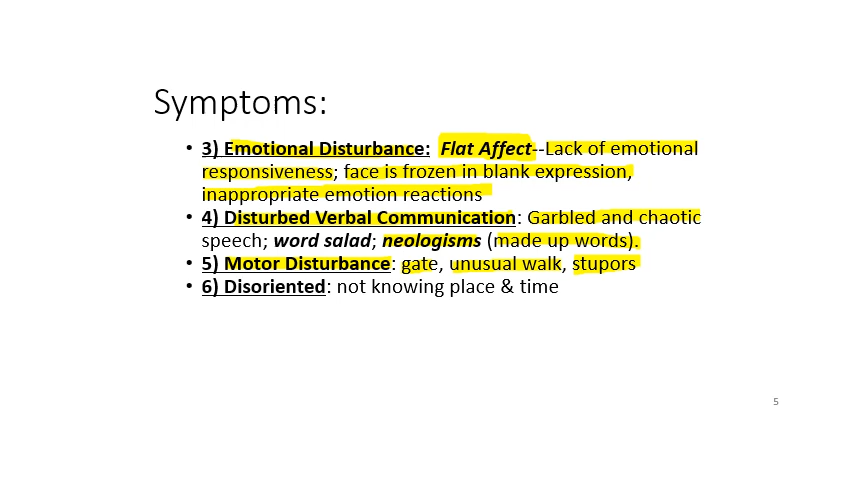 Symptoms:
• 3) Emotional Disturbance: Flat Affect--Lack of emotional
responsiveness; face is frozen in blank expression,
inappropriate emotion reactions
• 4) Disturbed Verbal Communication: Garbled and chaotic
speech; word salad; neologisms (made up words).
• 5) Motor Disturbance: gate, unusual walk, stupors
• 6) Disoriented: not knowing place & time
5